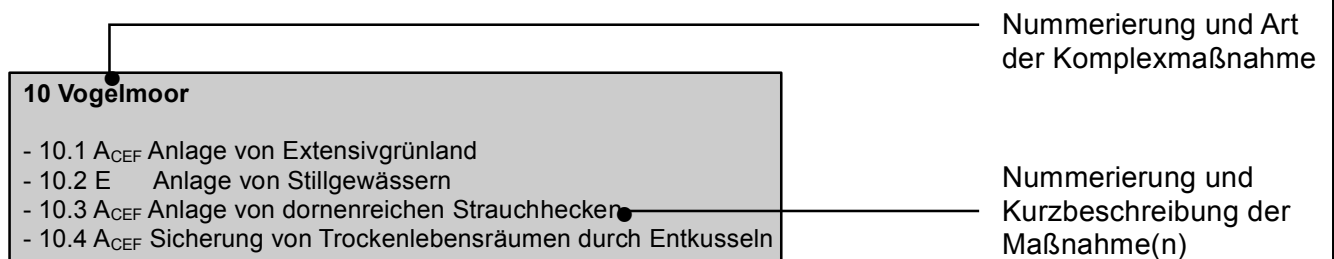 Nummerierung und Art
der Komplexmaßnahme
10 Vogelmoor
- 10.1 ACEF Anlage von Extensivgrünland
- 10.2 E Anlage von Stillgewässern
- 10.3 ACEF Anlage von dornenreichen Strauchhecken
- 10.4 ACEF Sicherung von Trockenlebensräumen durch Entkusseln
Nummerierung und
Kurzbeschreibung der
Maßnahme(n)